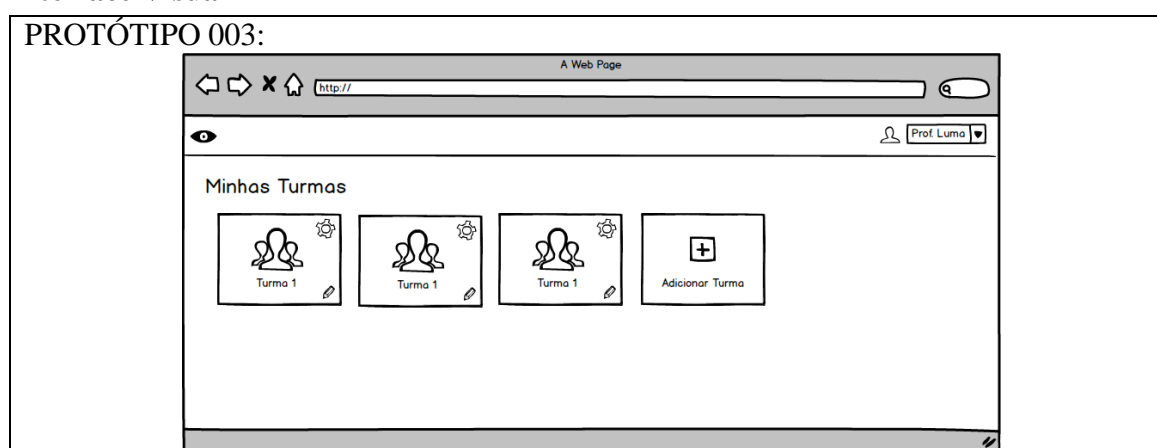 PROTÓTIPO 003:
A Web Page
http://
Prof. Luma
Minhas Turmas
Turma 1
Turma 1
Turma 1
Adicionar Turma